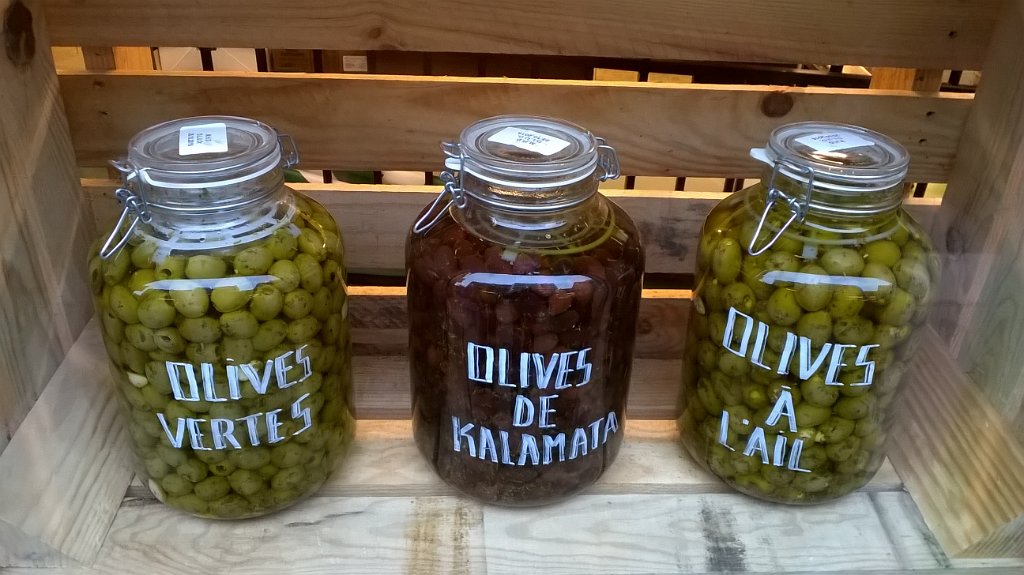 OLIVES
VERTES
OLIVES
DE
KALAMATA
OLIVES
À
L'AIL